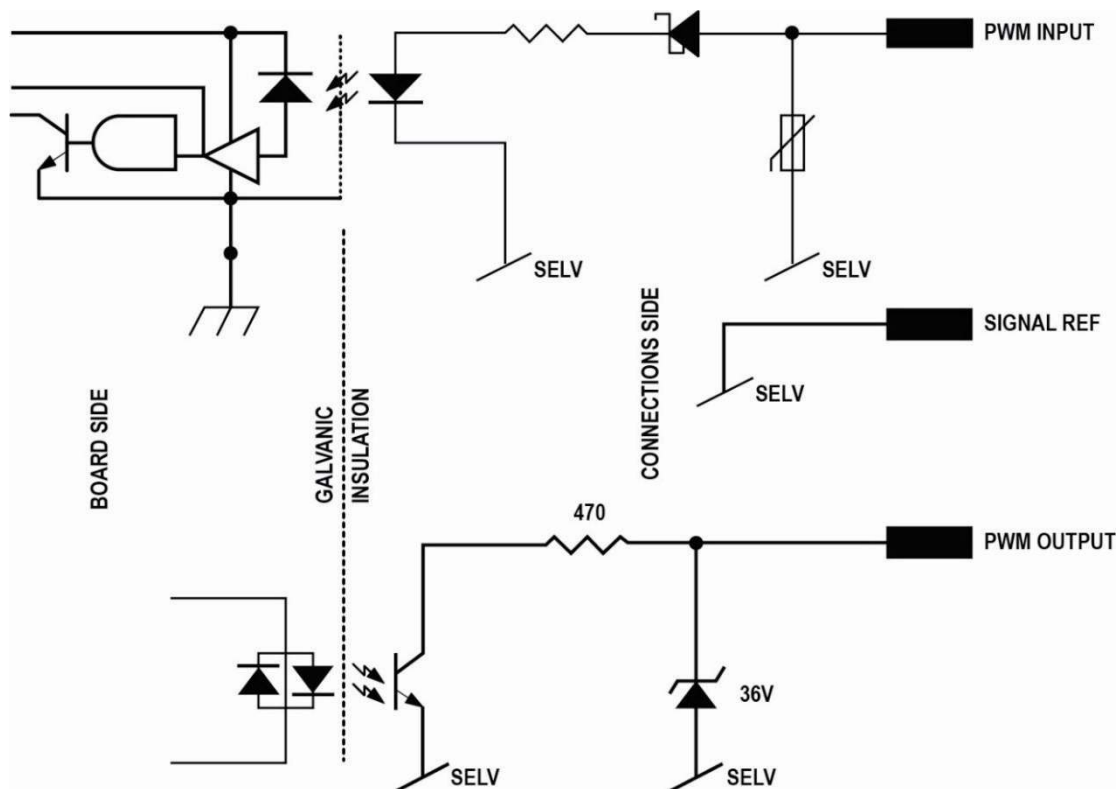 PWM INPUT
SELV
SELV
SIGNAL REF
SELV
BOARD SIDE
GALVANIC
INSULATION
CONNECTIONS SIDE
470
PWM OUTPUT
36V
SELV
SELV